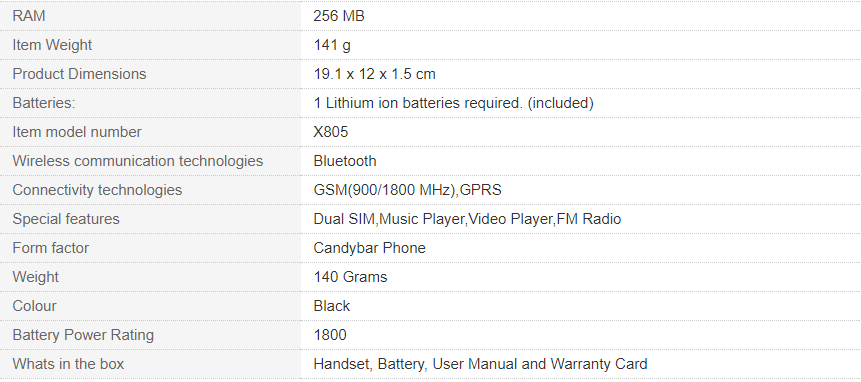 RAM 256 MB
Item Weight 141 g
Product Dimensions 19.1 x 12 x 1.5 cm
Batteries: 1 Lithium ion batteries required. (included)
Item model number X805
Wireless communication technologies Bluetooth
Connectivity technologies GSM(900/1800 MHz),GPRS
Special features Dual SIM,Music Player,Video Player,FM Radio
Form factor Candybar Phone
Weight 140 Grams
Colour Black
Battery Power Rating 1800
Whats in the box Handset, Battery, User Manual and Warranty Card